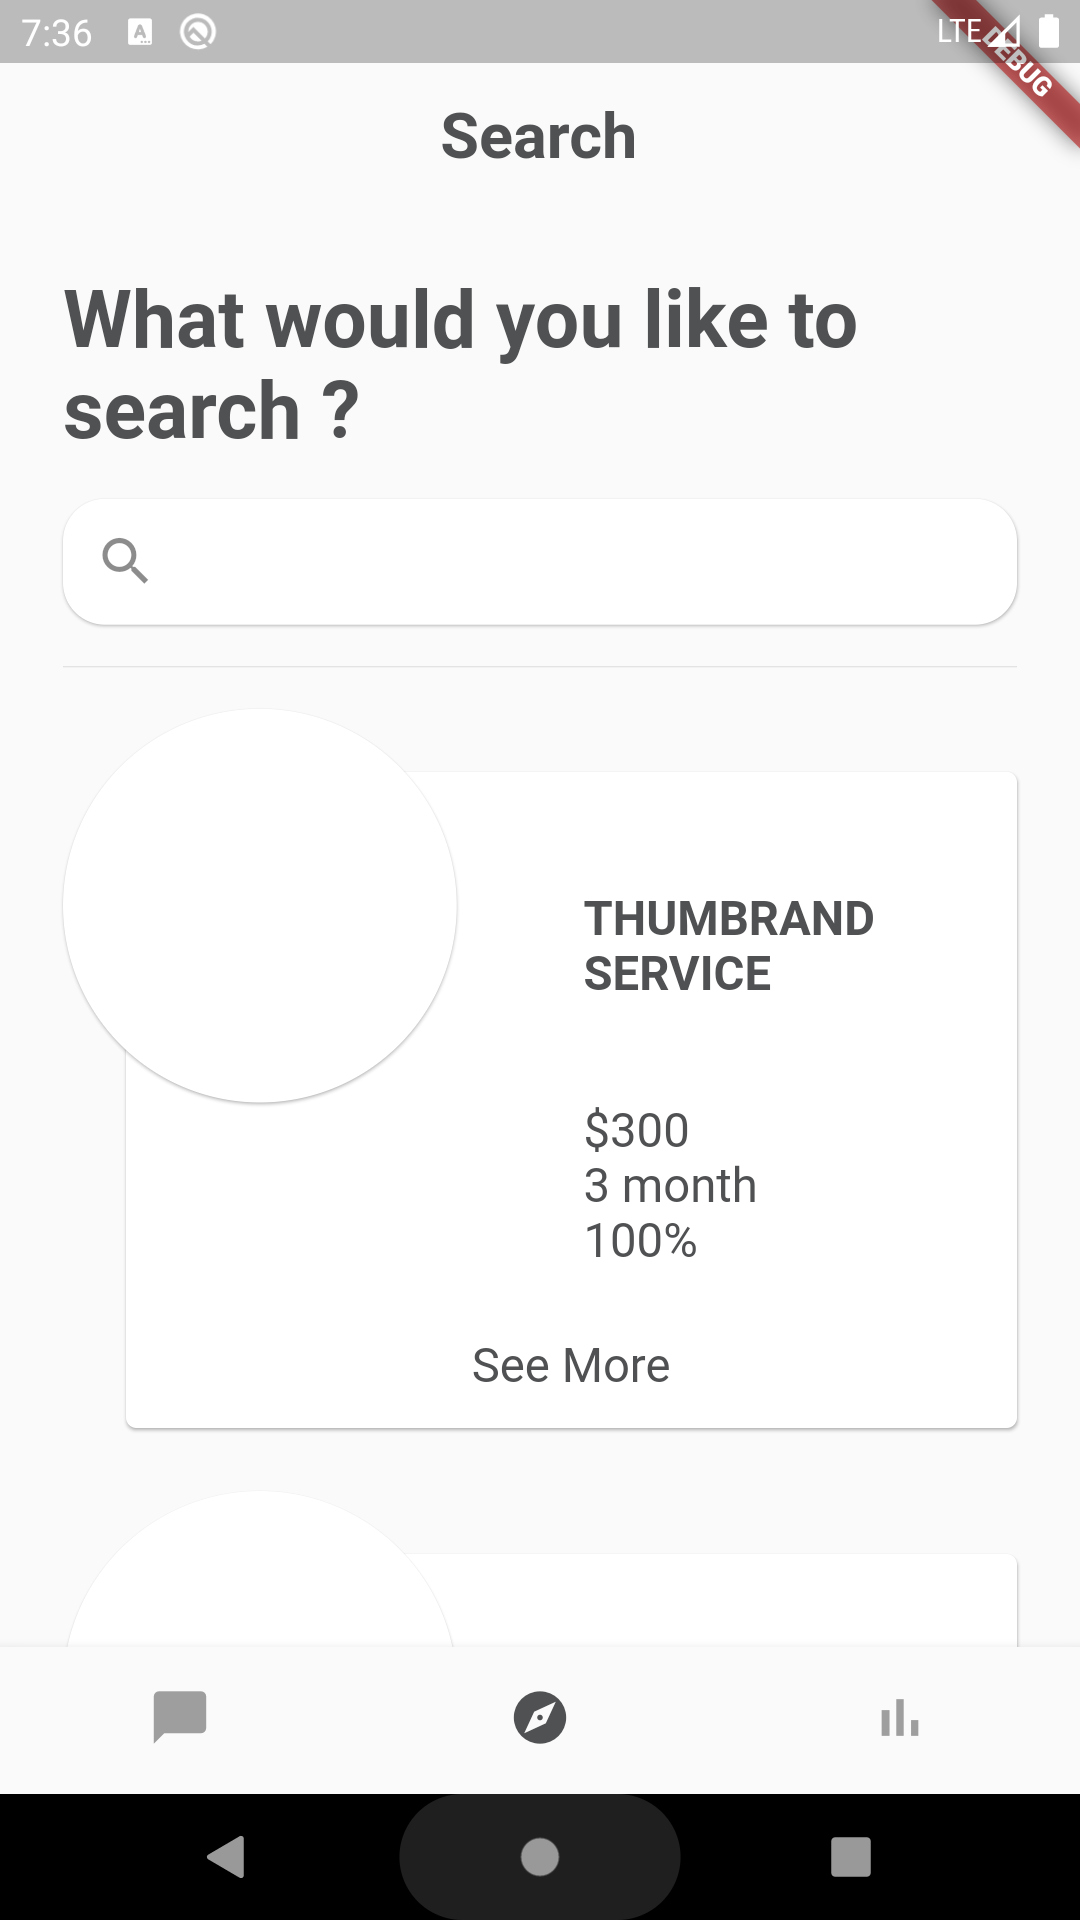 7:36
LTE
DEBUG
Search
What would you like to
search ?
THUMBRAND
SERVICE
$300
3 month
100%
See More